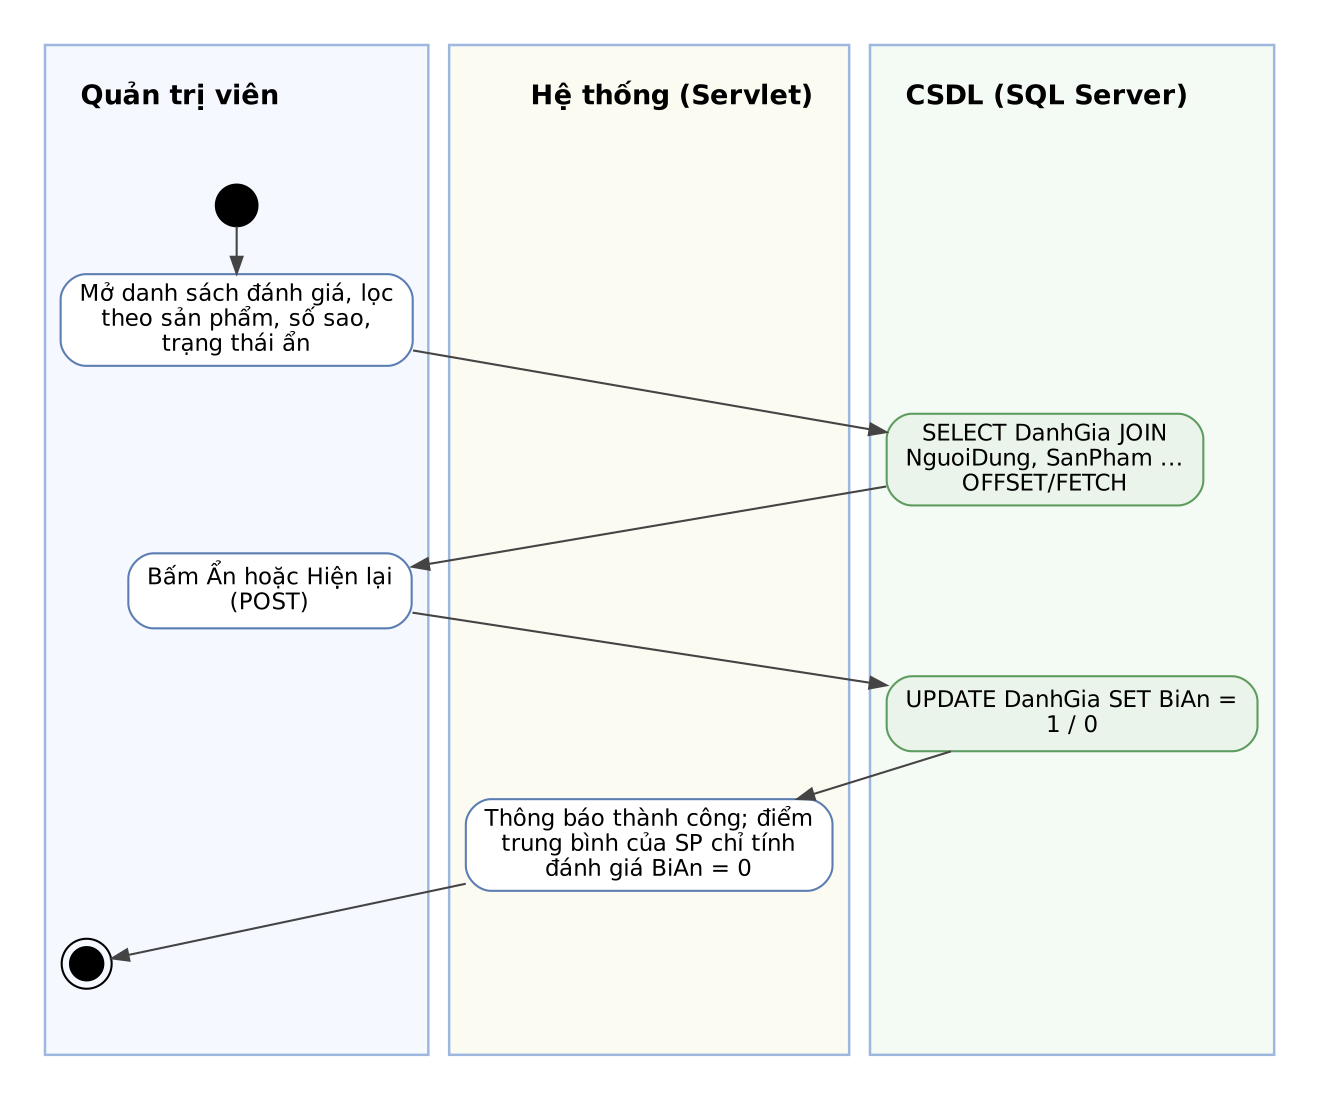 Quản trị viên
Hệ thống (Servlet)
CSDL (SQL Server)
Mở danh sách đánh giá, lọc
theo sản phẩm, số sao,
trạng thái ẩn
SELECT DanhGia JOIN
NguoiDung, SanPham …
OFFSET/FETCH
Bấm Ẩn hoặc Hiện lại
(POST)
UPDATE DanhGia SET BiAn =
1 / 0
Thông báo thành công; điểm
trung bình của SP chỉ tính
đánh giá BiAn = 0